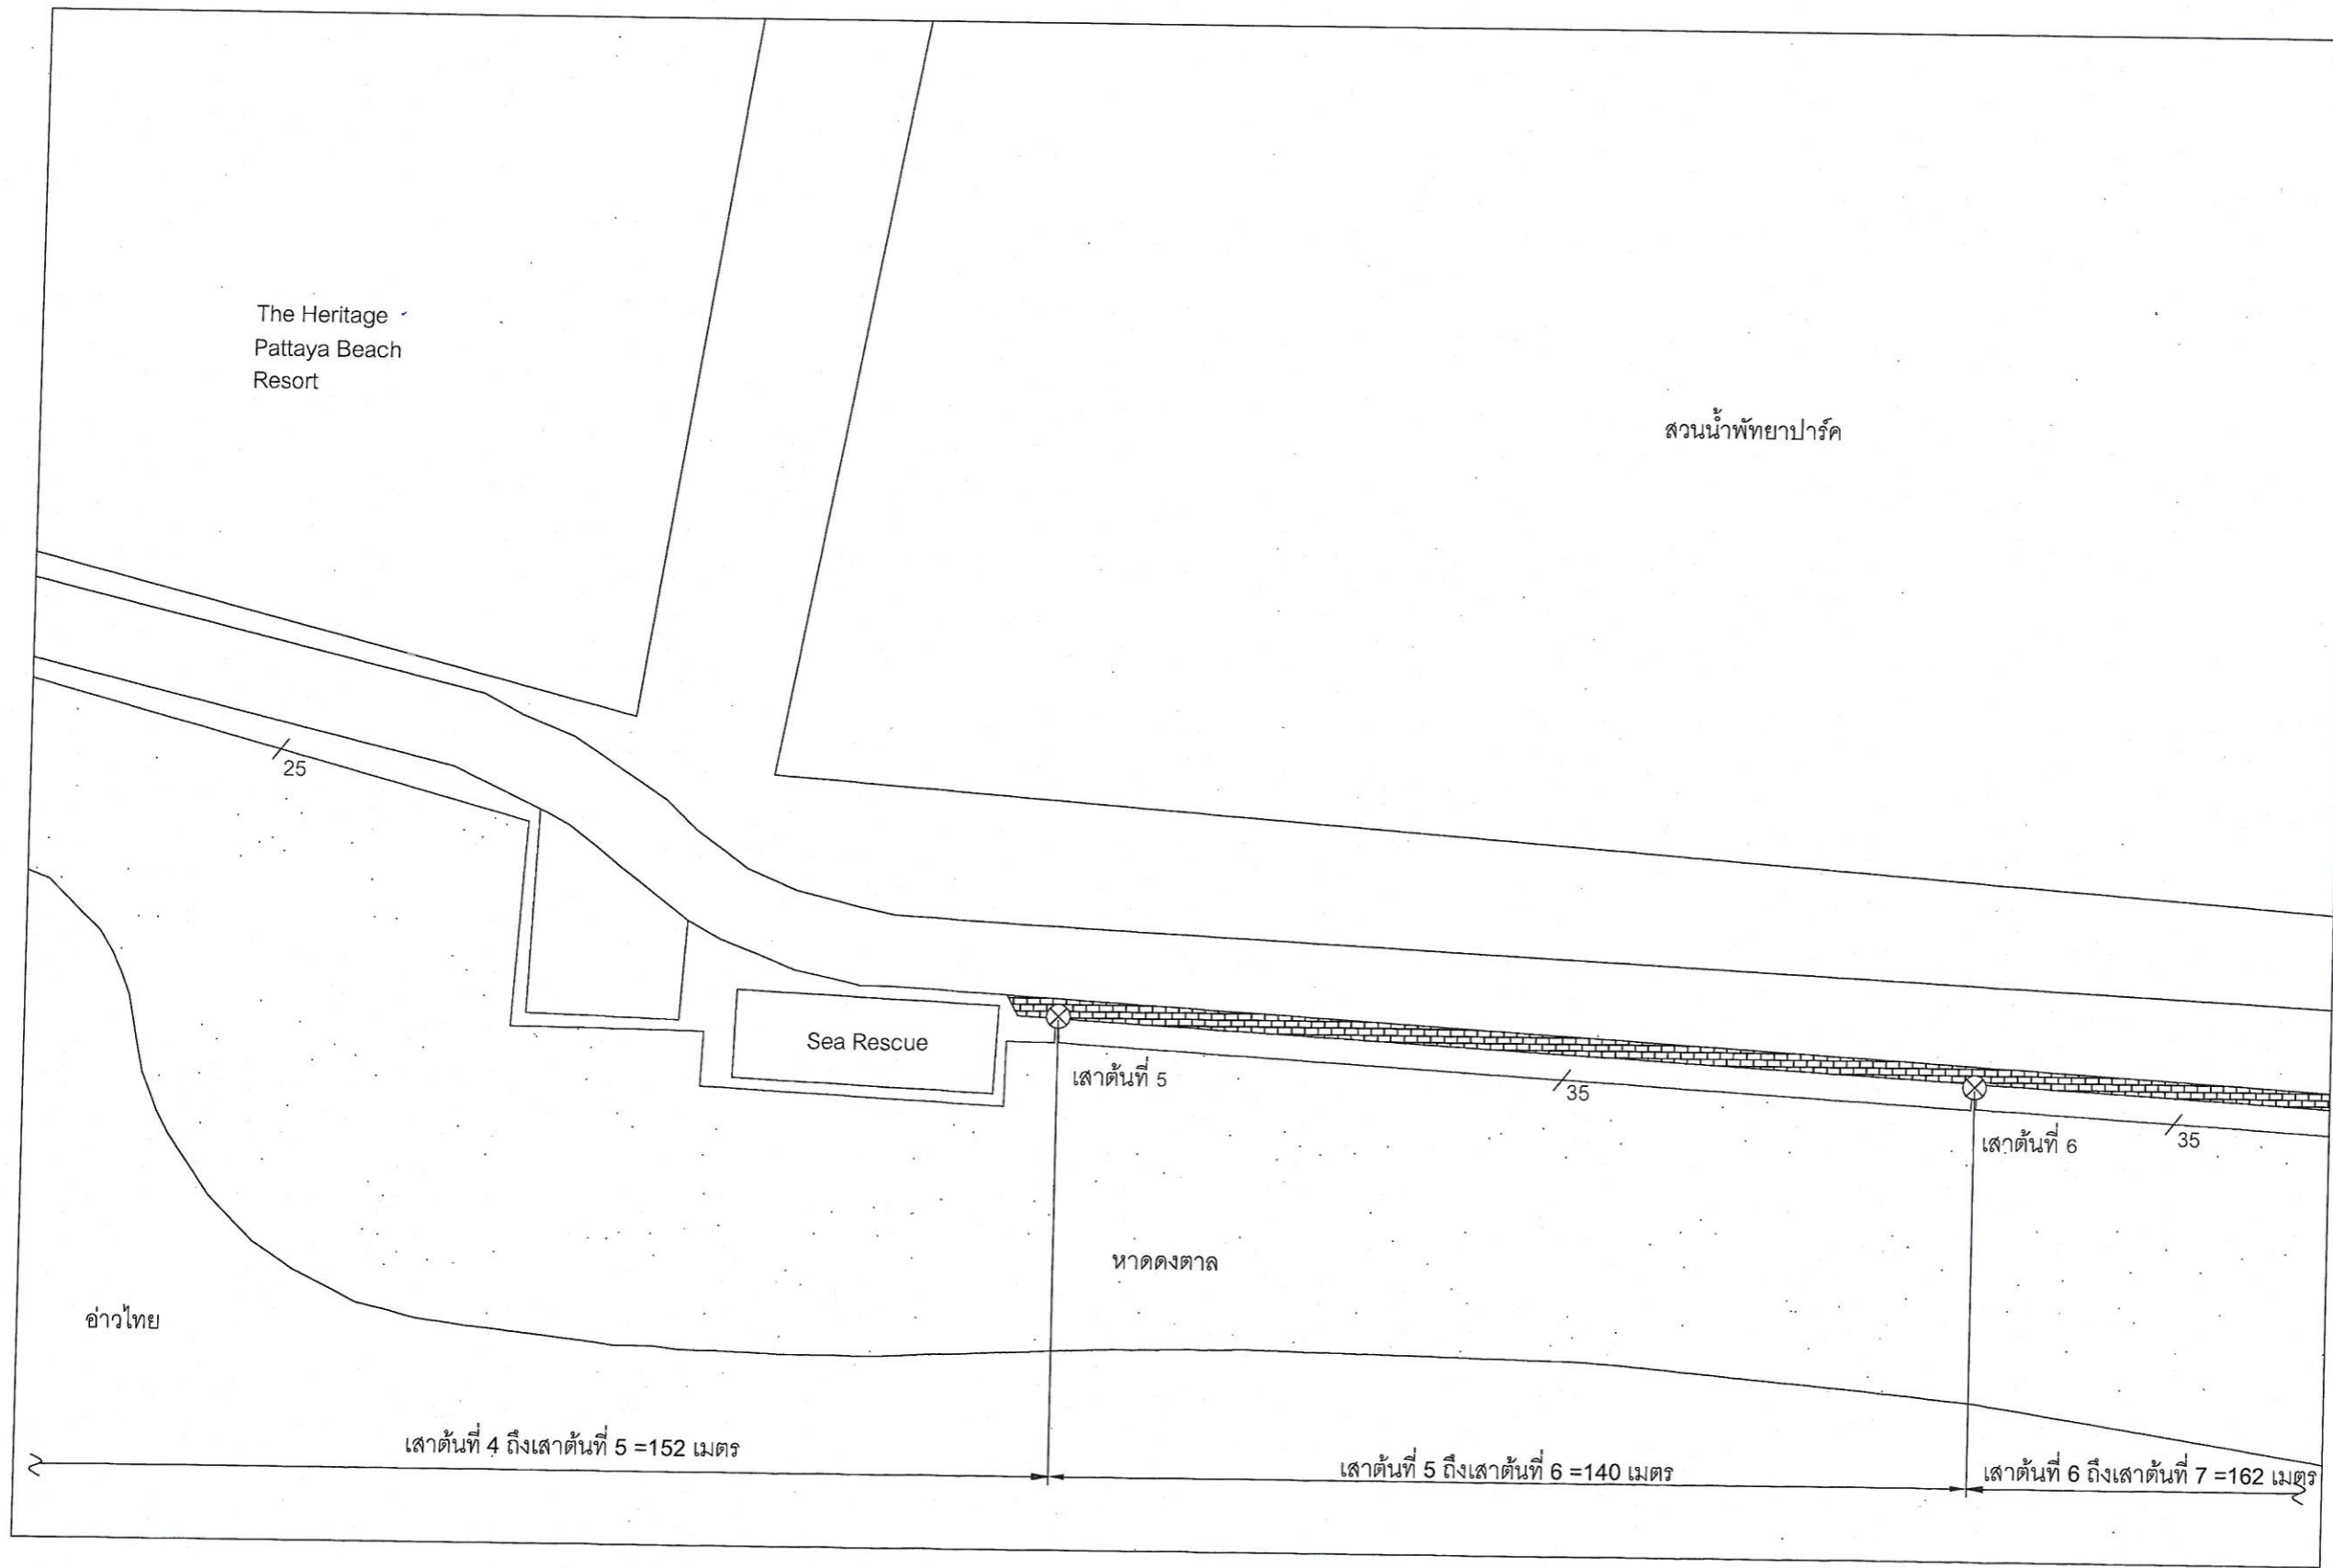 The Heritage
Pattaya Beach
Resort
สวนน้ำพัทยาปาร์ค
25
Sea Rescue
เสาต้นที่ 5
35
เสาต้นที่ 6
35
หาดดงตาล
อ่าวไทย
เสาต้นที่ 4 ถึงเสาต้นที่ 5 =152 เมตร
เสาต้นที่ 5 ถึงเสาต้นที่ 6 =140 เมตร
เสาต้นที่ 6 ถึงเสาต้นที่ 7 =162 เมตร